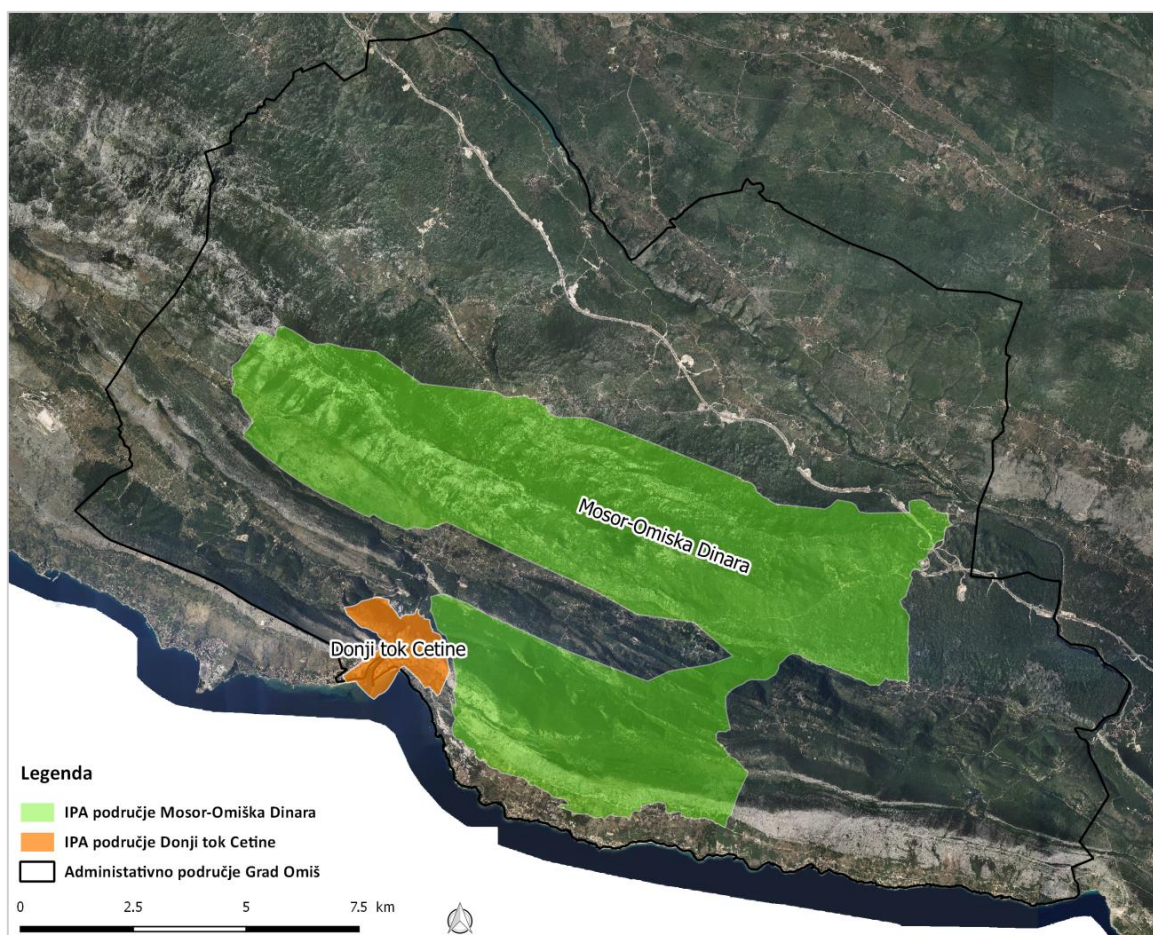 Mosor-Omiska Dinara
Donji tok Cetine
Legenda
IPA područje Mosor-Omiška Dinara
IPA područje Donji tok Cetine
Administativno područje Grad Omiš
0 2.5 5 7.5 km